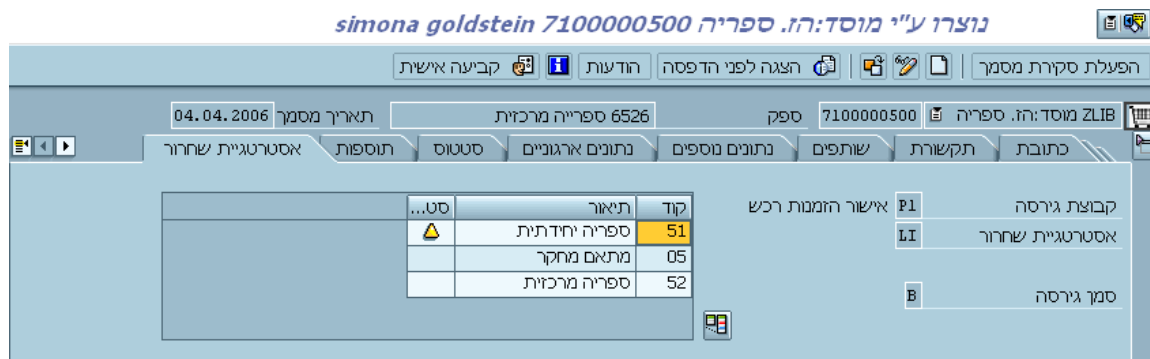 נוצרו ע"י מוסד:הז. ספריה 7100000500 simona goldstein
הפעלת סקירת מסמך הצגה לפני הדפסה הודעות קביעה אישית
ZLIB מוסד:הז. ספריה 7100000500 ספק 6526 ספרייה מרכזית תאריך מסמך 04.04.2006
כתובת תקשורת שותפים נתונים נוספים נתונים ארגוניים סטטוס תוספות אסטרטגיית שחרור
קבוצת גירסה P1 אישור הזמנות רכש
אסטרטגיית שחרור LI
סמך גירסה B
קוד תיאור סט...
51 ספריה יחידתית
05 מתאם מחקר
52 ספריה מרכזית